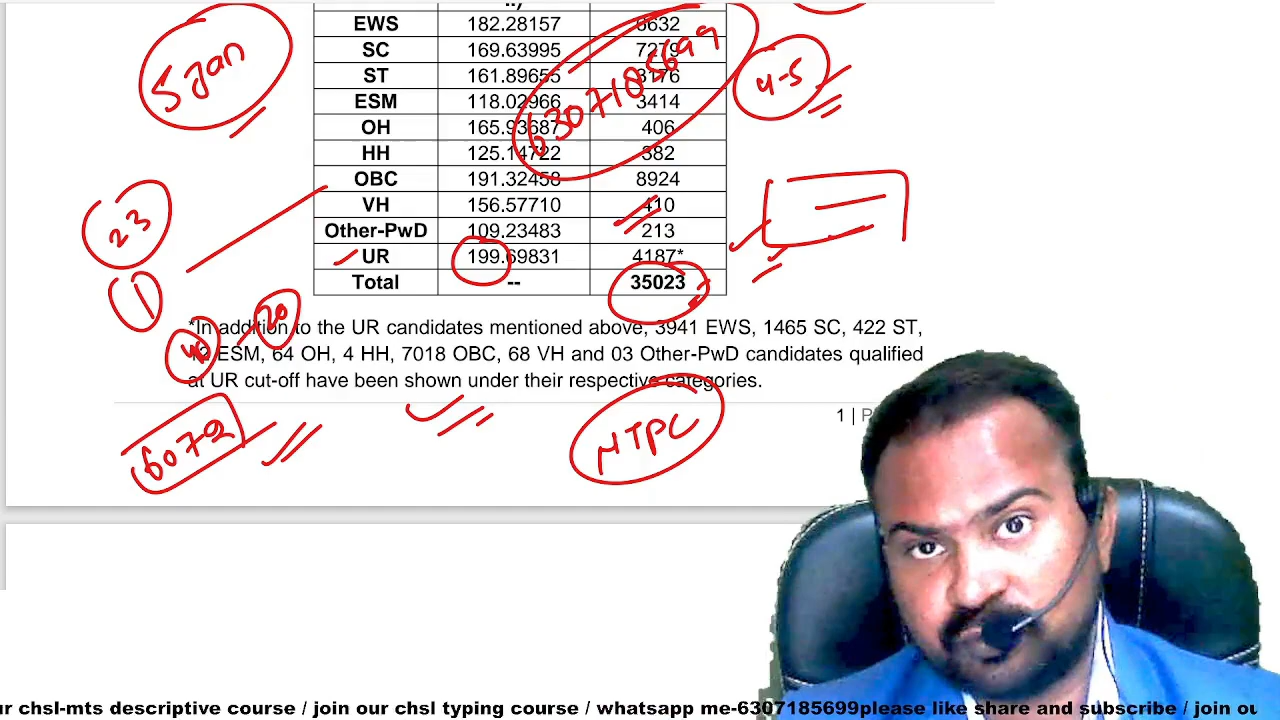 EWS 182.28157 6632
SC 169.63995 7279
ST 161.89655 3176
ESM 118.02966 3414
OH 165.93687 406
HH 125.14722 382
OBC 191.32458 8924
VH 156.57710 410
Other-PwD 109.23483 213
UR 199.69831 4187*
Total -- 35023
*In addition to the UR candidates mentioned above, 3941 EWS, 1465 SC, 422 ST,
ESM, 64 OH, 4 HH, 7018 OBC, 68 VH and 03 Other-PwD candidates qualified
at UR cut-off have been shown under their respective categories.
1 |
5 Jan
6307185699
4-5
23
1
40
20
6072
NTPC
ur chsl-mts descriptive course / join our chsl typing course / whatsapp me-6307185699please like share and subscribe / join ou